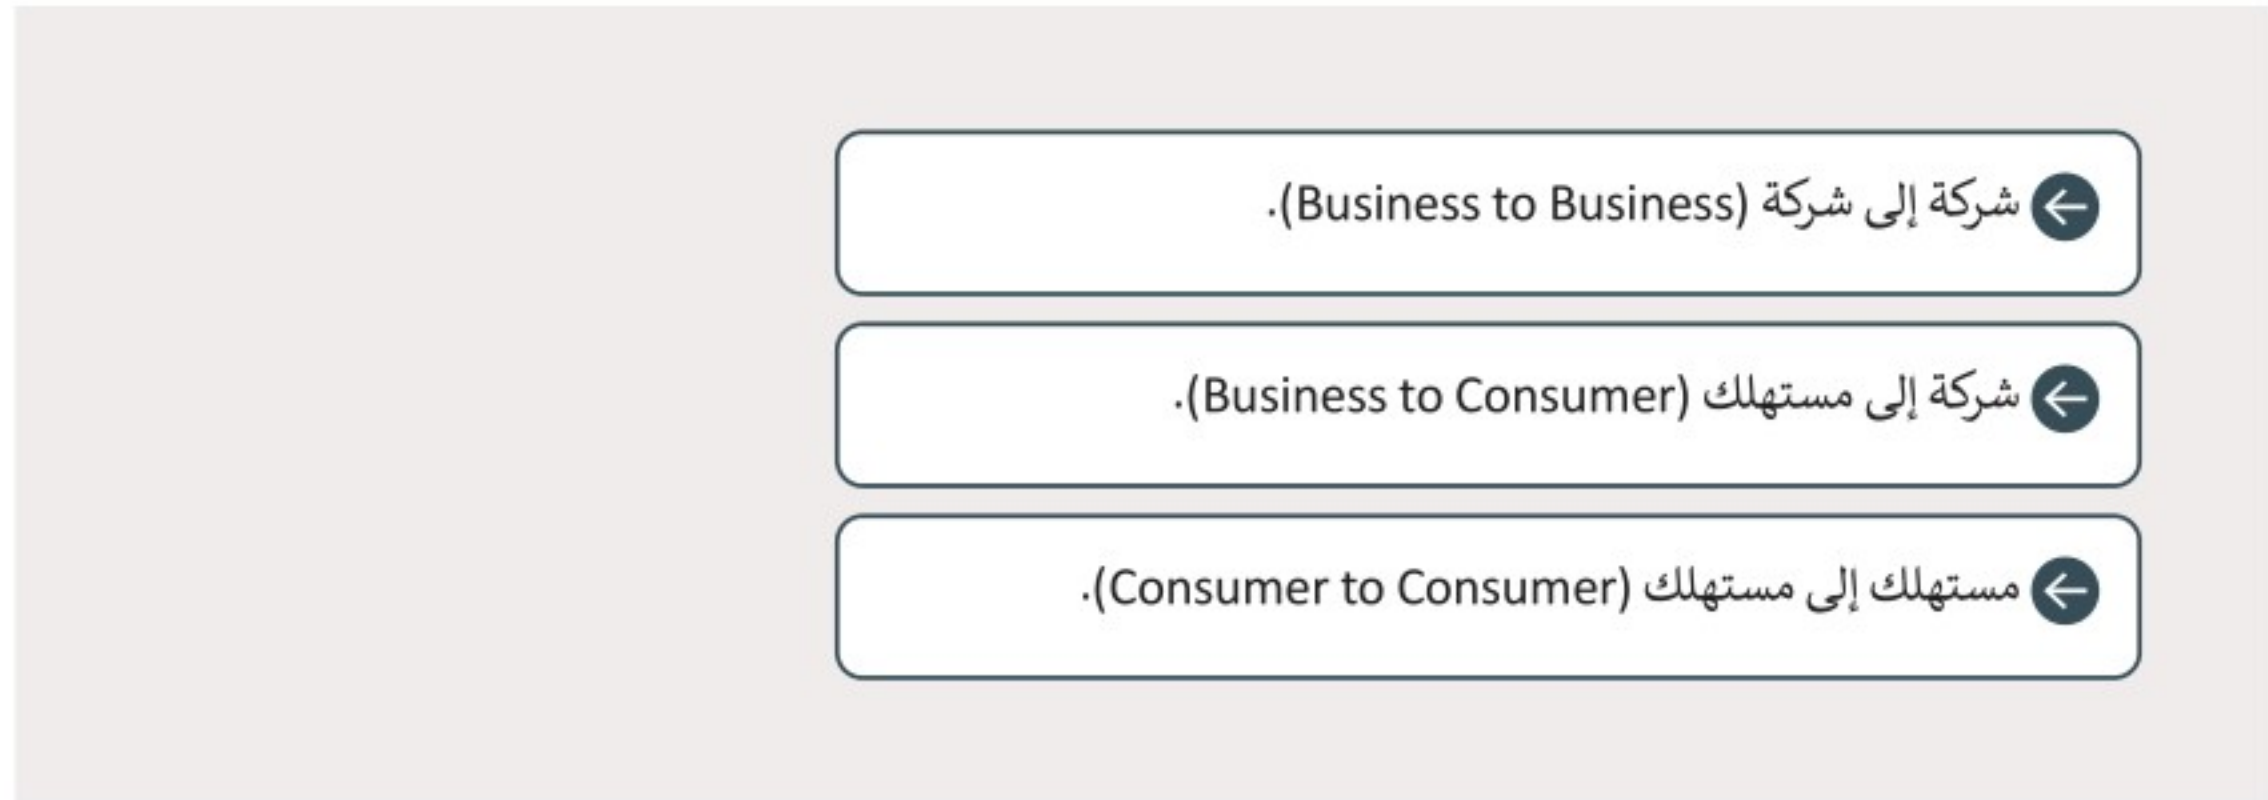 شركة إلى شركة (Business to Business).
شركة إلى مستهلك (Business to Consumer).
مستهلك إلى مستهلك (Consumer to Consumer).